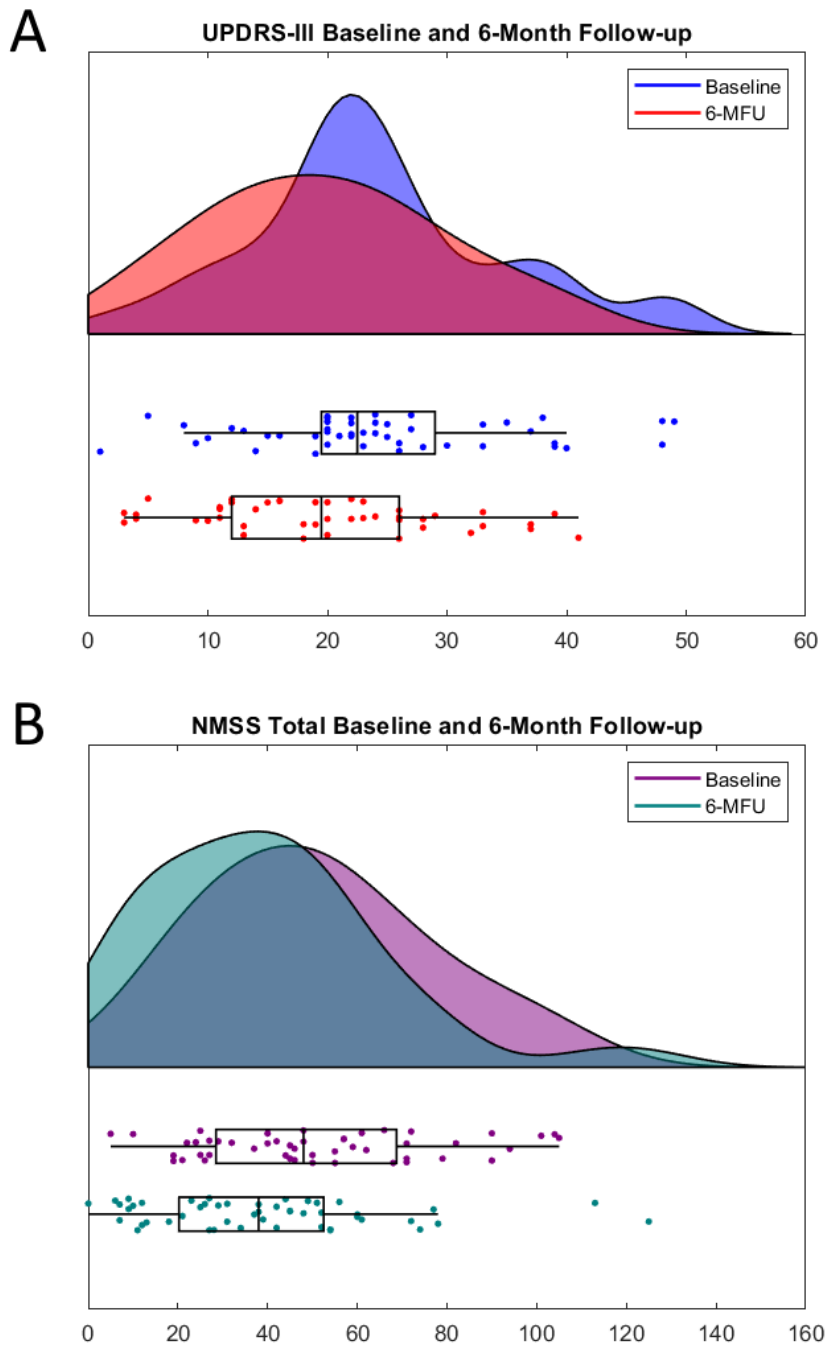 A
UPDRS-III Baseline and 6-Month Follow-up
Baseline
6-MFU
0 10 20 30 40 50 60
B
NMSS Total Baseline and 6-Month Follow-up
Baseline
6-MFU
0 20 40 60 80 100 120 140 160